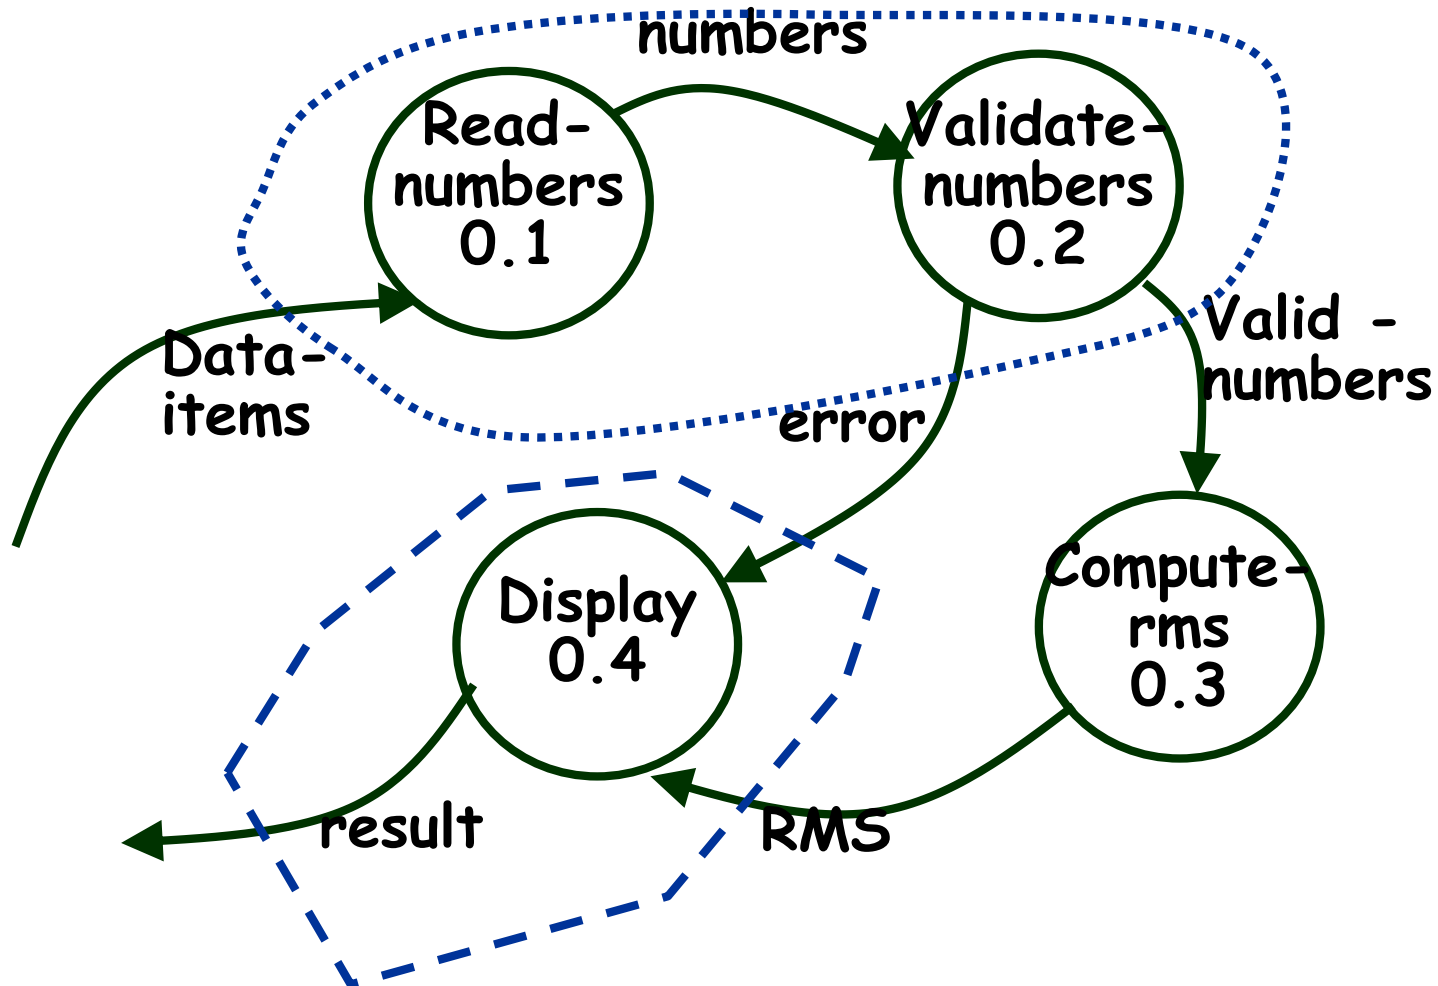 numbers
Read-
numbers
0.1
Validate-
numbers
0.2
Data-
items
Valid -
numbers
error
Display
0.4
Compute-
rms
0.3
result
RMS